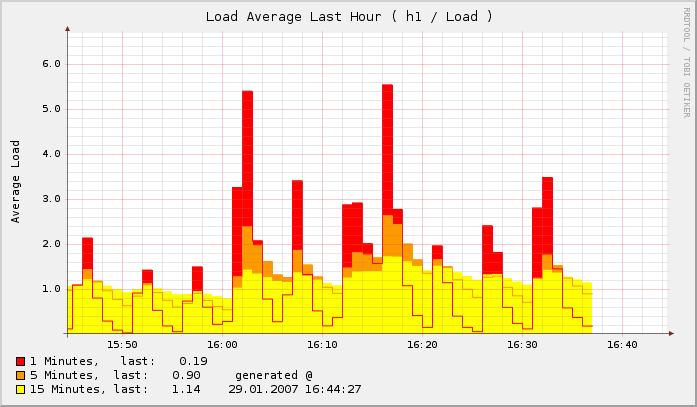 Load Average Last Hour ( h1 / Load )
RRDTOOL / TOBI OETIKER
Average Load
6.0
5.0
4.0
3.0
2.0
1.0
15:50 16:00 16:10 16:20 16:30 16:40
1 Minutes, last: 0.19
5 Minutes, last: 0.90 generated @
15 Minutes, last: 1.14 29.01.2007 16:44:27